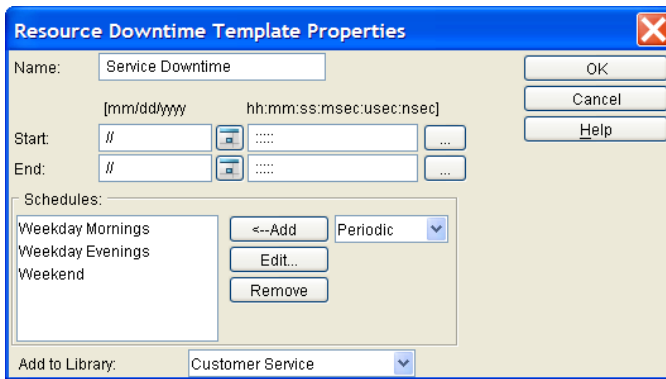 Resource Downtime Template Properties
Name: Service Downtime OK
[mm/dd/yyyy hh:mm:ss:msec:usec:nsec] Cancel
Start: // ::::: ... Help
End: // ::::: ...
Schedules:
Weekday Mornings <--Add Periodic
Weekday Evenings Edit...
Weekend Remove
Add to Library: Customer Service